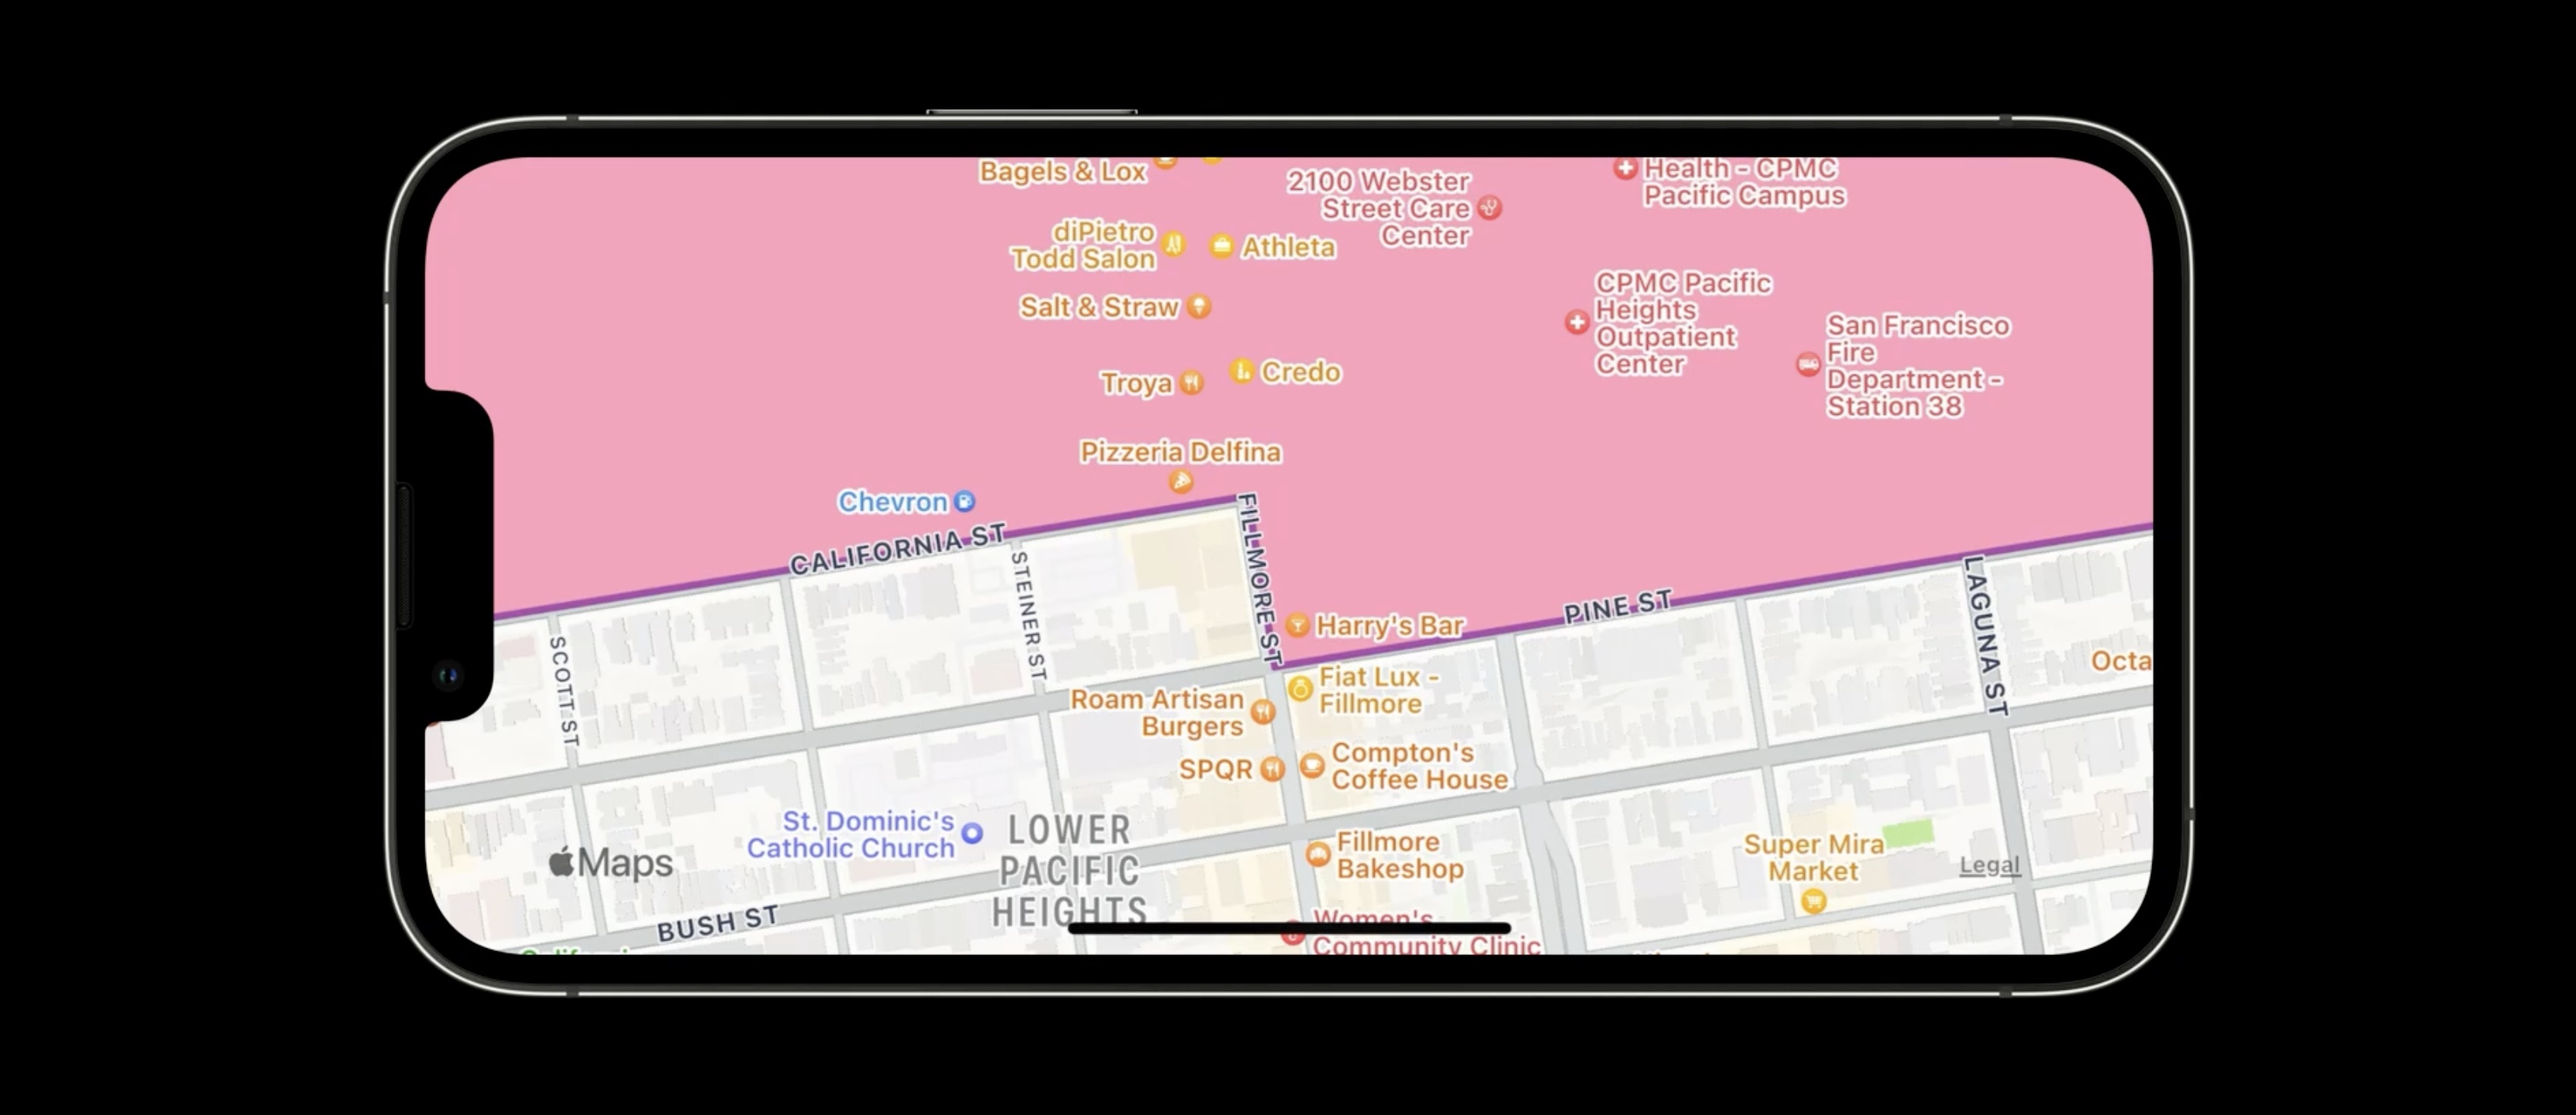 Bagels & Lox
2100 Webster
Street Care
Center
Health - CPMC
Pacific Campus
diPietro
Todd Salon
Athleta
Salt & Straw
CPMC Pacific
Heights
Outpatient
Center
San Francisco
Fire
Department -
Station 38
Troya
Credo
Pizzeria Delfina
Chevron
CALIFORNIA ST
FILLMORE ST
STEINER ST
SCOTT ST
Harry's Bar
PINE ST
LAGUNA ST
Fiat Lux -
Fillmore
Roam Artisan
Burgers
Octa
SPQR
Compton's
Coffee House
St. Dominic's
Catholic Church
LOWER
PACIFIC
HEIGHTS
Fillmore
Bakeshop
Super Mira
Market
Legal
Maps
BUSH ST
Women's
Community Clinic